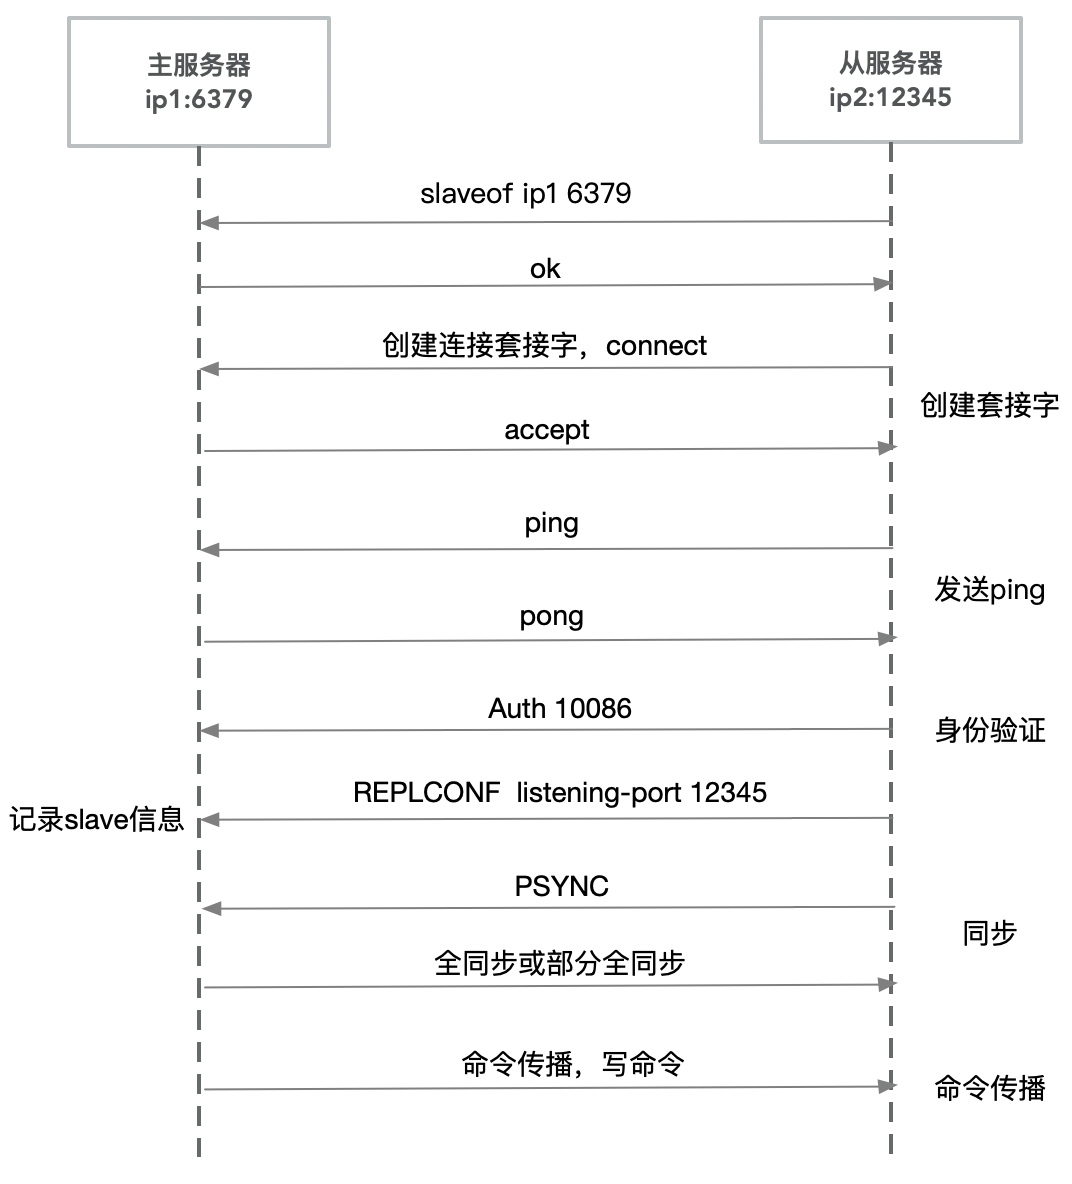 主服务器
ip1:6379
从服务器
ip2:12345
slaveof ip1 6379
ok
创建连接套接字，connect
创建套接字
accept
ping
发送ping
pong
Auth 10086
身份验证
REPLCONF  listening-port 12345
记录slave信息
PSYNC
同步
全同步或部分全同步
命令传播，写命令
命令传播